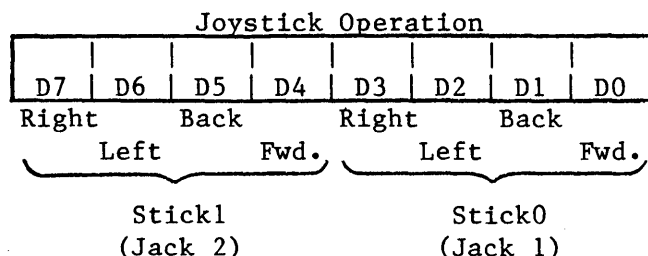 Joystick Operation
D7 D6 D5 D4 D3 D2 D1 D0
Right Back Right Back
Left Fwd. Left Fwd.
Stick1 Stick0
(Jack 2) (Jack 1)